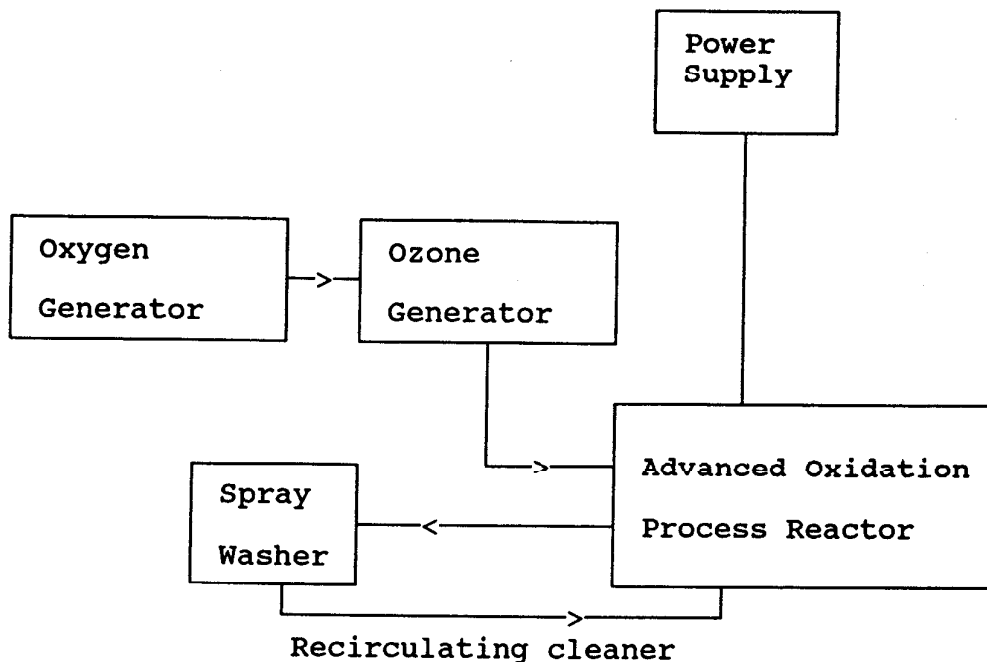 Power
Supply
Oxygen
Generator
Ozone
Generator
Advanced Oxidation
Process Reactor
Spray
Washer
Recirculating cleaner